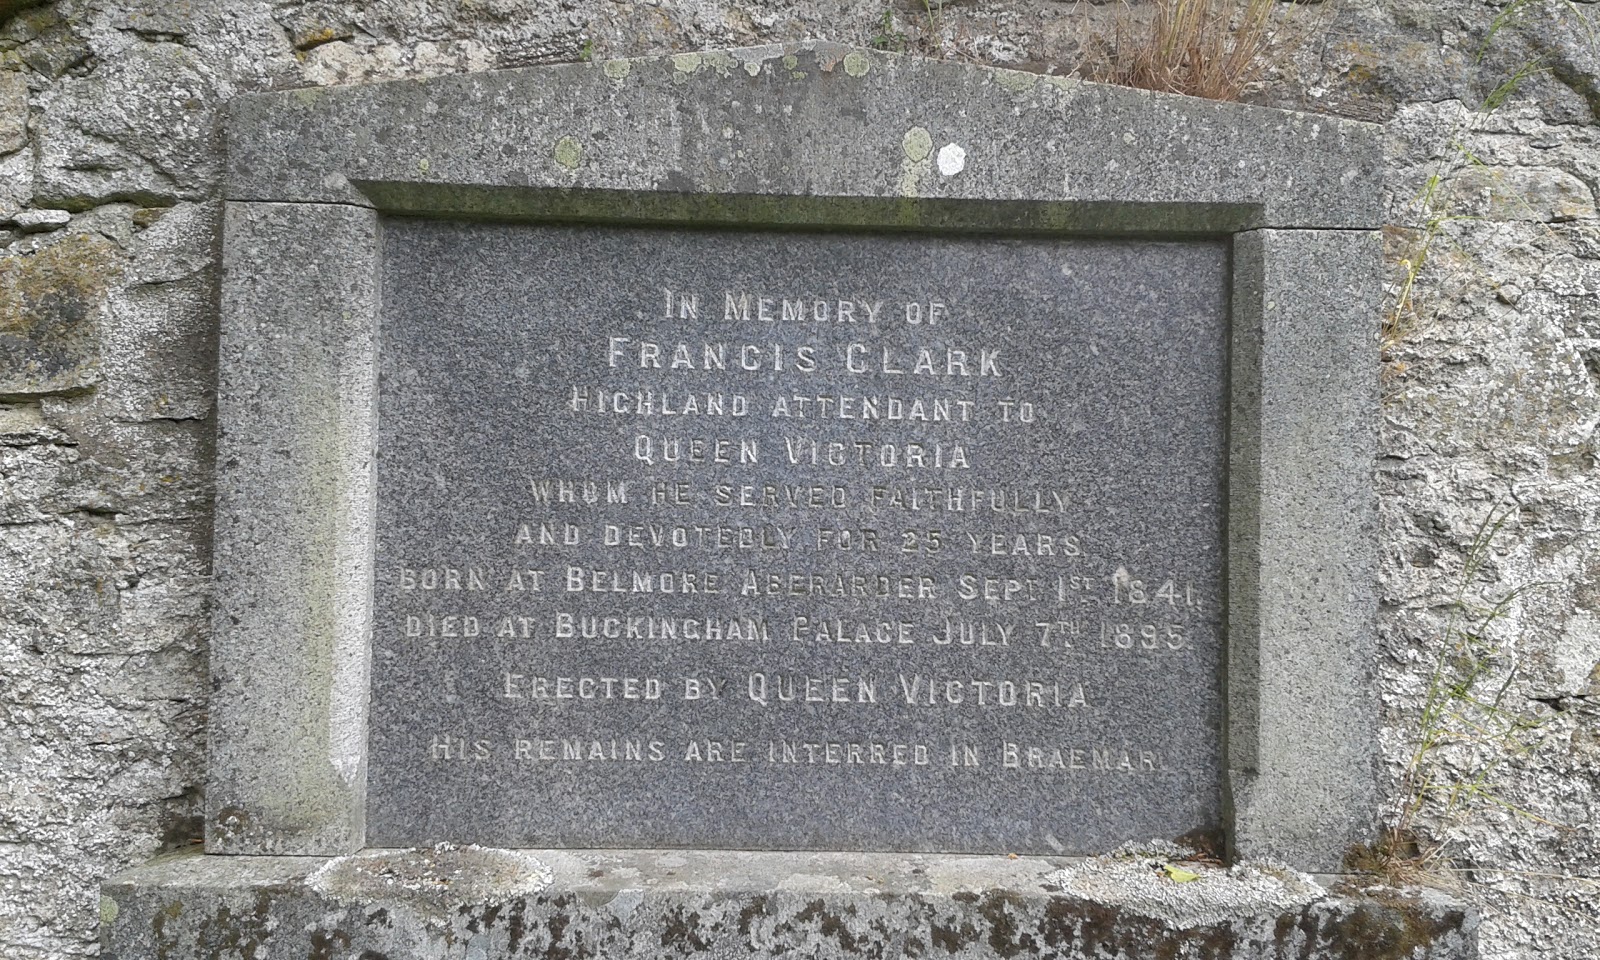 IN MEMORY OF
FRANCIS CLARK
HIGHLAND ATTENDANT TO
QUEEN VICTORIA
WHOM HE SERVED FAITHFULLY
AND DEVOTEDLY FOR 25 YEARS.
BORN AT BELMORE ABERARDER SEPT 1ST 1841,
DIED AT BUCKINGHAM PALACE JULY 7TH 1895.
ERECTED BY QUEEN VICTORIA
HIS REMAINS ARE INTERRED IN BRAEMAR.